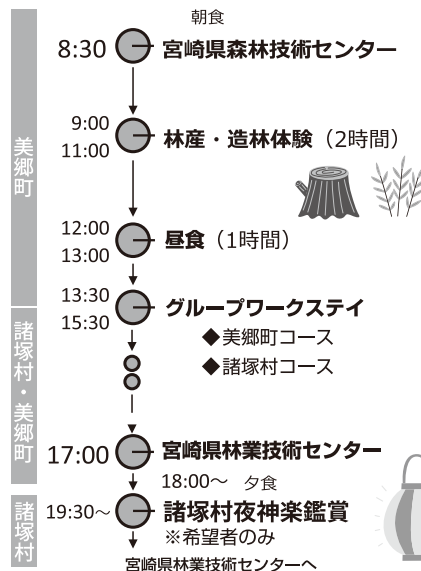 朝食
8:30 宮崎県森林技術センター
9:00
11:00
林産・造林体験（2時間）
美郷町
12:00
13:00
昼食（1時間）
13:30
15:30
グループワークステイ
◆美郷町コース
◆諸塚村コース
諸塚村・美郷町
17:00 宮崎県林業技術センター
18:00～ 夕食
諸塚村
19:30～ 諸塚村夜神楽鑑賞
※希望者のみ
宮崎県林業技術センターへ